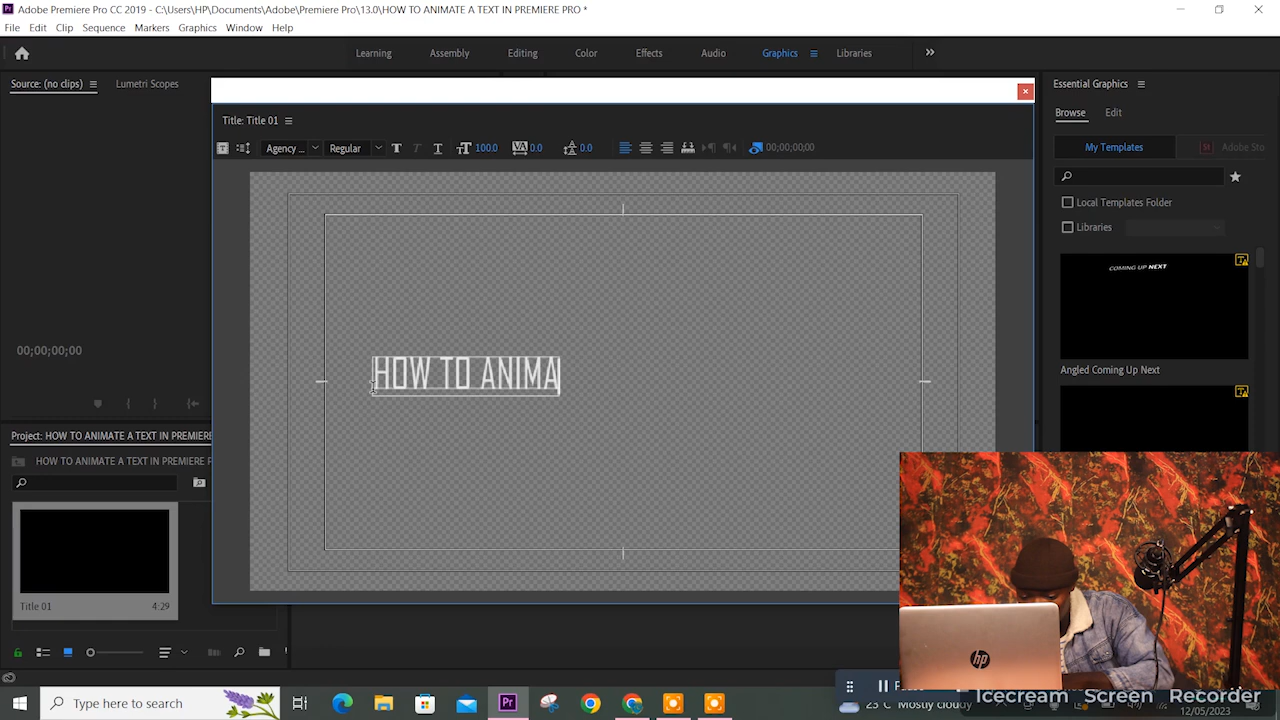 Adobe Premiere Pro CC 2019 - C:\Users\HP\Documents\Adobe\Premiere Pro\13.0\HOW TO ANIMATE A TEXT IN PREMIERE PRO *
File Edit Clip Sequence Markers Graphics Window Help
Learning Assembly Editing Color Effects Audio Graphics Libraries
Source: (no clips) Lumetri Scopes
Essential Graphics
Title: Title 01
Browse Edit
Agency ... Regular 100.0 0.0 0.0 00;00;00;00
My Templates Adobe Sto
Local Templates Folder
Libraries
COMING UP NEXT
00;00;00;00
HOW TO ANIMA
Angled Coming Up Next
Project: HOW TO ANIMATE A TEXT IN PREMIERE
HOW TO ANIMATE A TEXT IN PREMIERE P
Title 01 4:29
hp
Type here to search
Icecream Screen Recorder
23° Mostly cloudy
12/05/2023